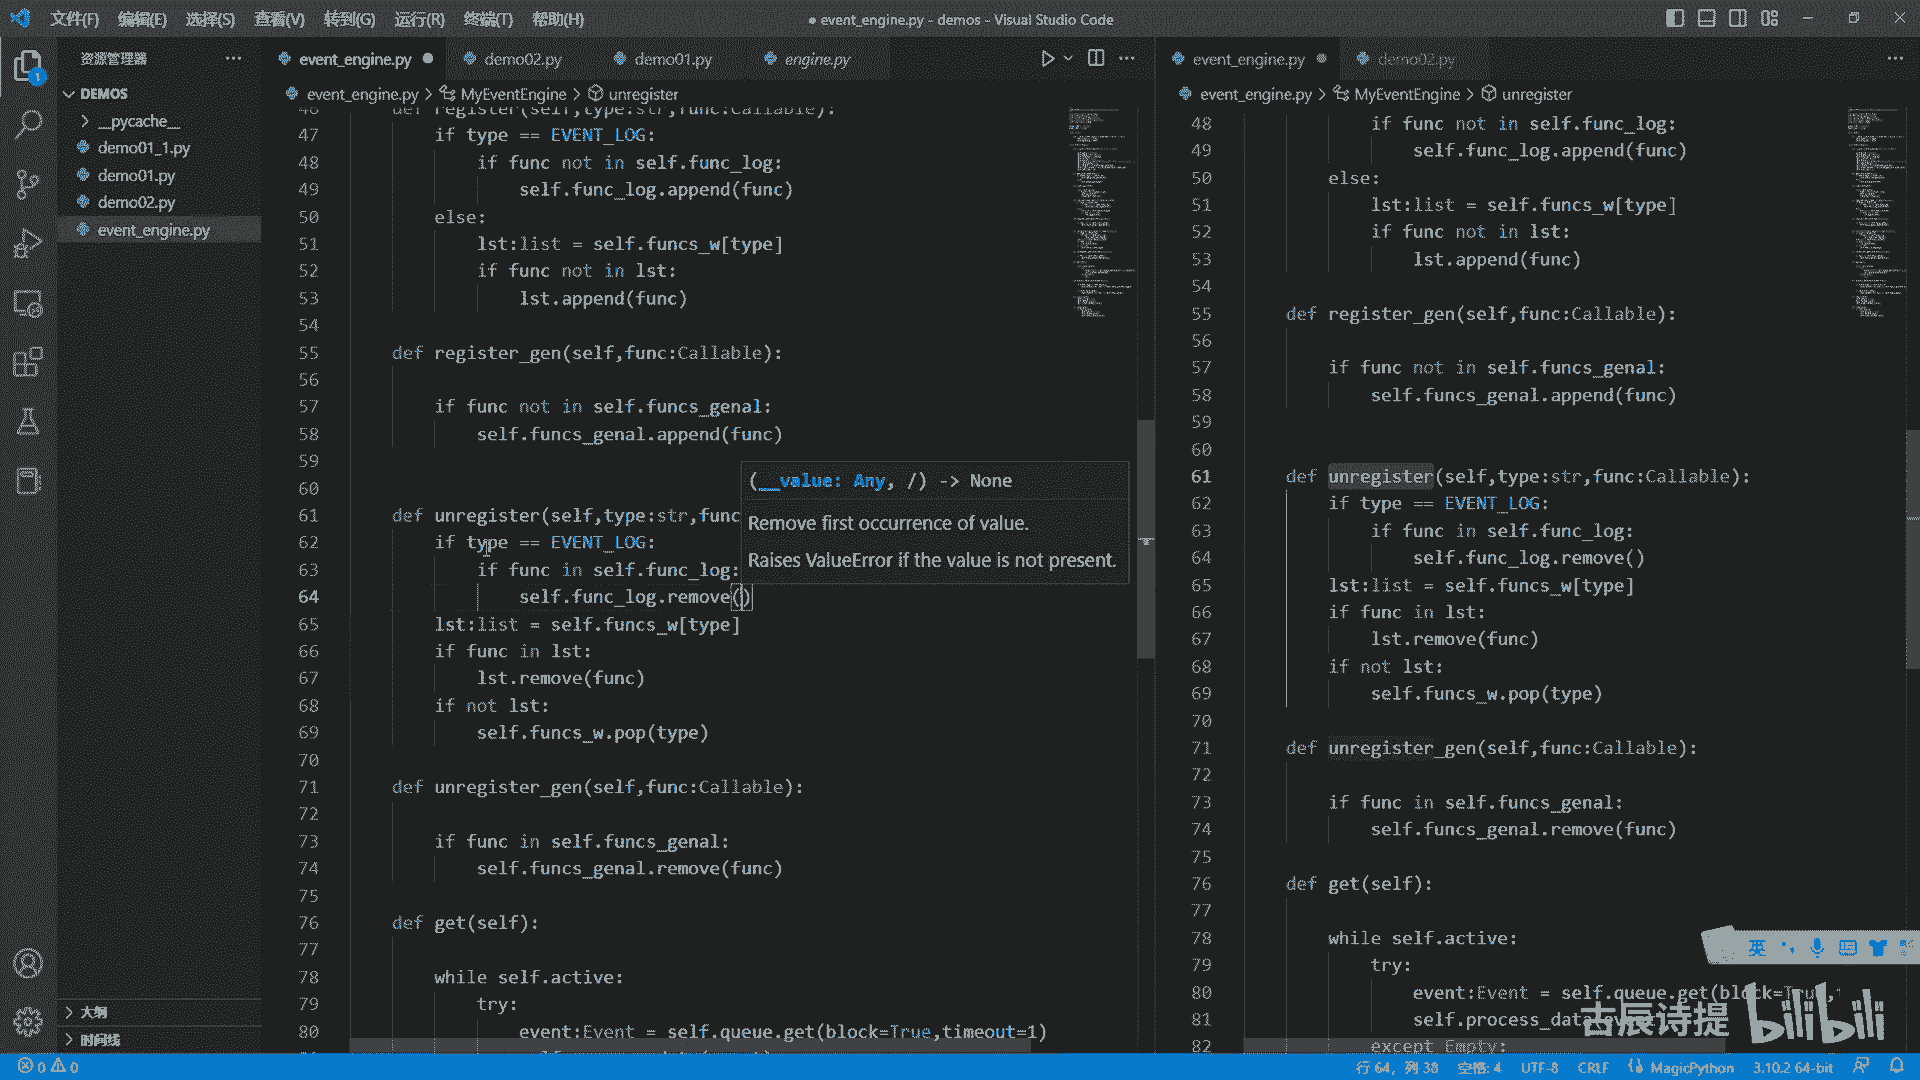 文件(F) 编辑(E) 选择(S) 查看(V) 转到(G) 运行(R) 终端(T) 帮助(H)
● event_engine.py - demos - Visual Studio Code
资源管理器
DEMOS
__pycache__
demo01_1.py
demo01.py
demo02.py
event_engine.py
大纲
时间线
1
event_engine.py demo02.py demo01.py engine.py
event_engine.py > MyEventEngine > unregister
46 def register(self,type:str,func:Callable):
47 if type == EVENT_LOG:
48 if func not in self.func_log:
49 self.func_log.append(func)
50 else:
51 lst:list = self.funcs_w[type]
52 if func not in lst:
53 lst.append(func)
54
55 def register_gen(self,func:Callable):
56
57 if func not in self.funcs_genal:
58 self.funcs_genal.append(func)
59
60
61 def unregister(self,type:str,func
62 if type == EVENT_LOG:
63 if func in self.func_log:
64 self.func_log.remove()
65 lst:list = self.funcs_w[type]
66 if func in lst:
67 lst.remove(func)
68 if not lst:
69 self.funcs_w.pop(type)
70
71 def unregister_gen(self,func:Callable):
72
73 if func in self.funcs_genal:
74 self.funcs_genal.remove(func)
75
76 def get(self):
77
78 while self.active:
79 try:
80 event:Event = self.queue.get(block=True,timeout=1)
(__value: Any, /) -> None
Remove first occurrence of value.
Raises ValueError if the value is not present.
event_engine.py demo02.py
event_engine.py > MyEventEngine > unregister
48 if func not in self.func_log:
49 self.func_log.append(func)
50 else:
51 lst:list = self.funcs_w[type]
52 if func not in lst:
53 lst.append(func)
54
55 def register_gen(self,func:Callable):
56
57 if func not in self.funcs_genal:
58 self.funcs_genal.append(func)
59
60
61 def unregister(self,type:str,func:Callable):
62 if type == EVENT_LOG:
63 if func in self.func_log:
64 self.func_log.remove()
65 lst:list = self.funcs_w[type]
66 if func in lst:
67 lst.remove(func)
68 if not lst:
69 self.funcs_w.pop(type)
70
71 def unregister_gen(self,func:Callable):
72
73 if func in self.funcs_genal:
74 self.funcs_genal.remove(func)
75
76 def get(self):
77
78 while self.active:
79 try:
80 event:Event = self.queue.get(block=True,
81 self.process_data
82 except Empty:
英
古辰诗提 bilibili
0 0
行 64, 列 38 空格: 4 UTF-8 CRLF MagicPython 3.10.2 64-bit